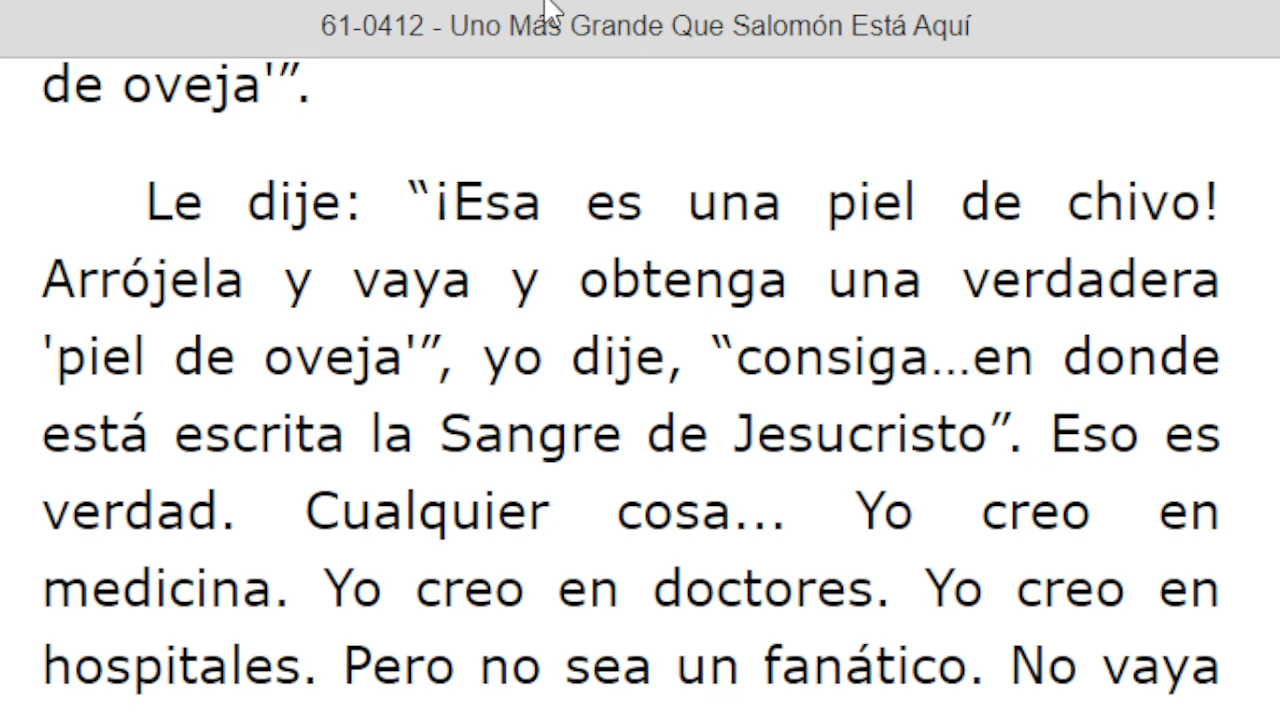 61-0412 - Uno Más Grande Que Salomón Está Aquí
de oveja'”.
Le dije: “¡Esa es una piel de chivo!
Arrójela y vaya y obtenga una verdadera
'piel de oveja'”, yo dije, “consiga...en donde
está escrita la Sangre de Jesucristo”. Eso es
verdad. Cualquier cosa... Yo creo en
medicina. Yo creo en doctores. Yo creo en
hospitales. Pero no sea un fanático. No vaya